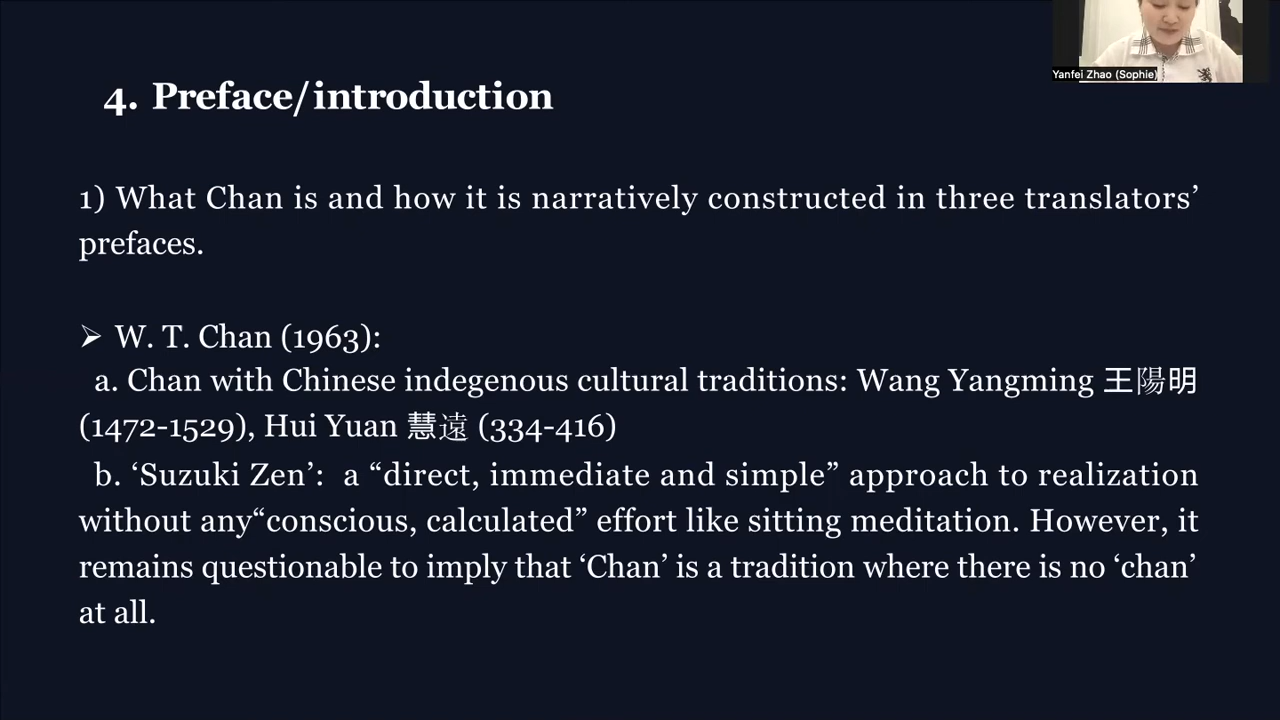 Yanfei Zhao (Sophie)
4. Preface/introduction
1) What Chan is and how it is narratively constructed in three translators’
prefaces.
➢ W. T. Chan (1963):
a. Chan with Chinese indegenous cultural traditions: Wang Yangming 王陽明
(1472-1529), Hui Yuan 慧遠 (334-416)
b. ‘Suzuki Zen’: a “direct, immediate and simple” approach to realization
without any“conscious, calculated” effort like sitting meditation. However, it
remains questionable to imply that ‘Chan’ is a tradition where there is no ‘chan’
at all.